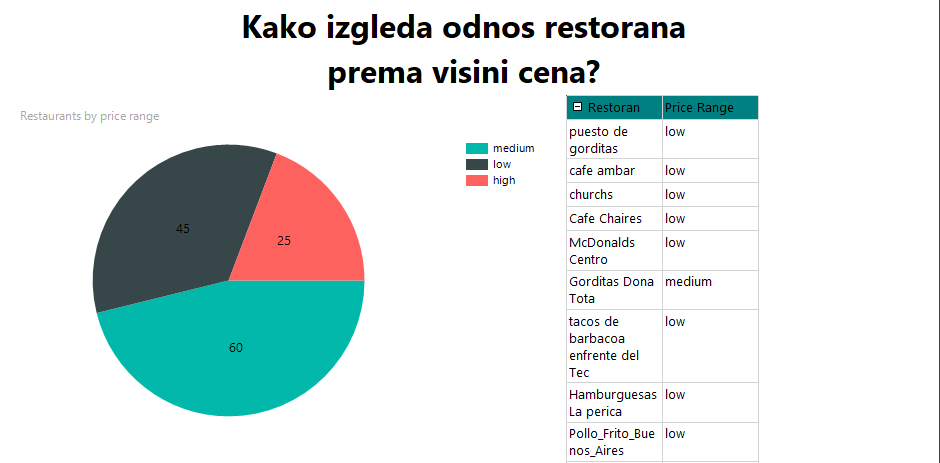 Kako izgleda odnos restorana
prema visini cena?
Restaurants by price range
medium
low
high
45
25
60
Restoran Price Range
puesto de low
gorditas
cafe ambar low
churchs low
Cafe Chaires low
McDonalds low
Centro
Gorditas Dona medium
Tota
tacos de low
barbacoa
enfrente del
Tec
Hamburguesas low
La perica
Pollo_Frito_Bue low
nos_Aires